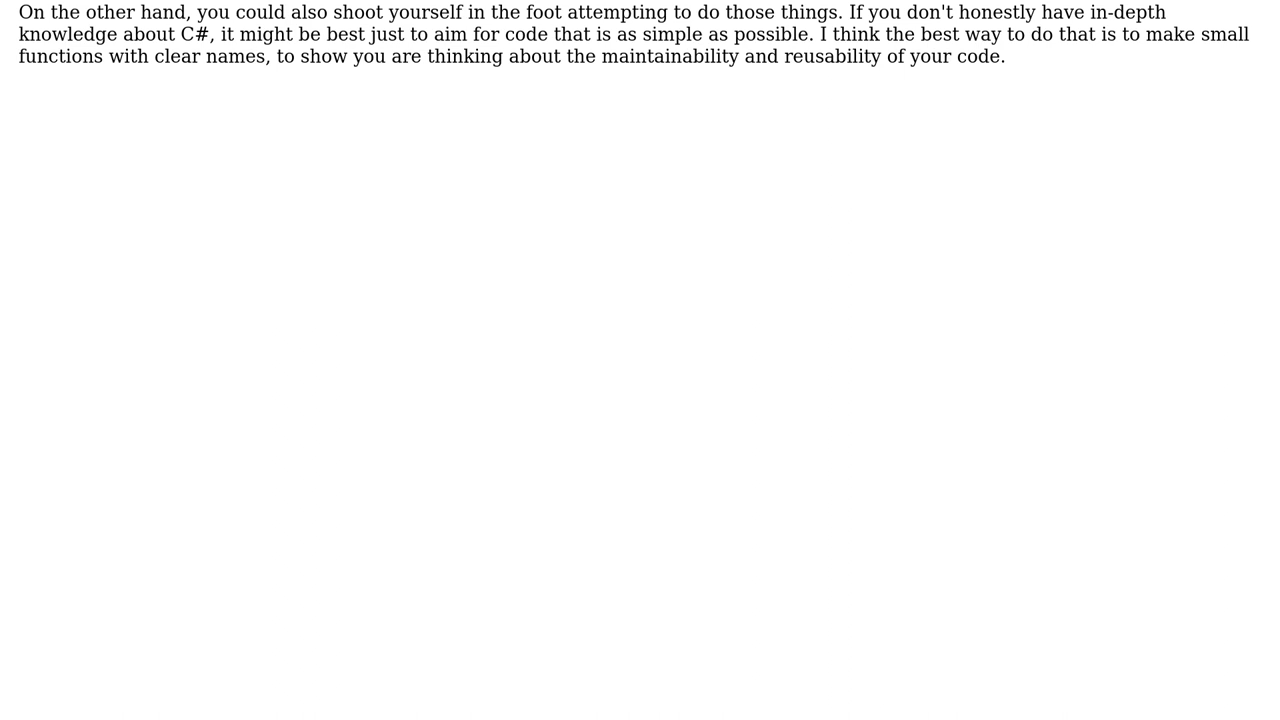 On the other hand, you could also shoot yourself in the foot attempting to do those things. If you don't honestly have in-depth
knowledge about C#, it might be best just to aim for code that is as simple as possible. I think the best way to do that is to make small
functions with clear names, to show you are thinking about the maintainability and reusability of your code.